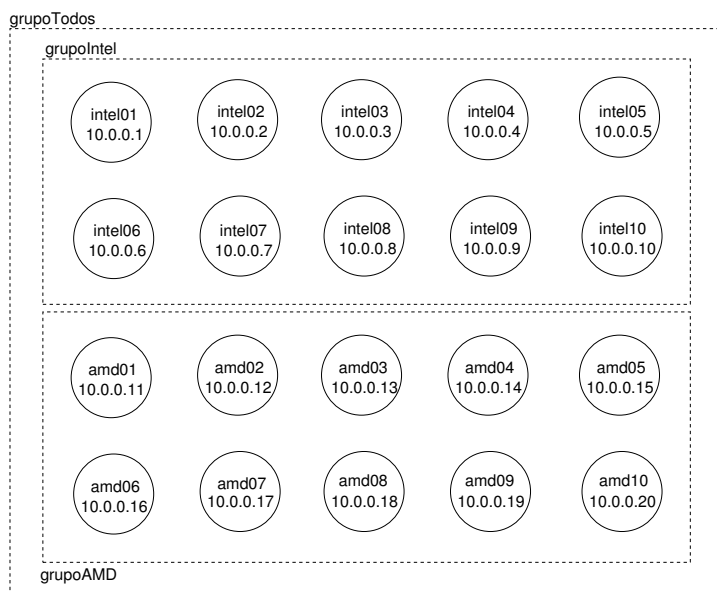 grupoTodos
grupoIntel
intel01
10.0.0.1
intel02
10.0.0.2
intel03
10.0.0.3
intel04
10.0.0.4
intel05
10.0.0.5
intel06
10.0.0.6
intel07
10.0.0.7
intel08
10.0.0.8
intel09
10.0.0.9
intel10
10.0.0.10
amd01
10.0.0.11
amd02
10.0.0.12
amd03
10.0.0.13
amd04
10.0.0.14
amd05
10.0.0.15
amd06
10.0.0.16
amd07
10.0.0.17
amd08
10.0.0.18
amd09
10.0.0.19
amd10
10.0.0.20
grupoAMD